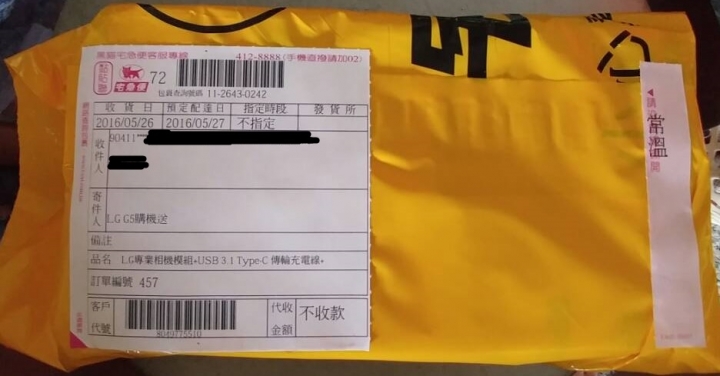 黑貓宅急便客服專線 412-8888(手機直撥請加02)
宅急便
72
包裹查詢號碼 11-2643-0242
收貨日 預定配達日 指定時段 發貨所
2016/05/26 2016/05/27 不指定
收件人 90411
寄件人 LG G5購機送
備註
品名 LG專業相機模組+USB 3.1 Type-C 傳輸充電線+
訂單編號 457
客戶代號 8049775510
代收金額 不收款
常溫